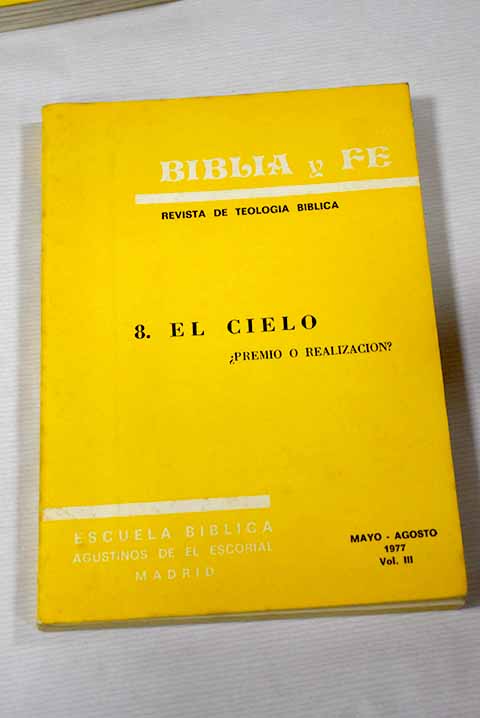 BIBLIA y FE
REVISTA DE TEOLOGIA BIBLICA
8. EL CIELO
¿PREMIO O REALIZACION?
ESCUELA BIBLICA
AGUSTINOS DE EL ESCORIAL
MADRID
MAYO - AGOSTO
1977
Vol. III